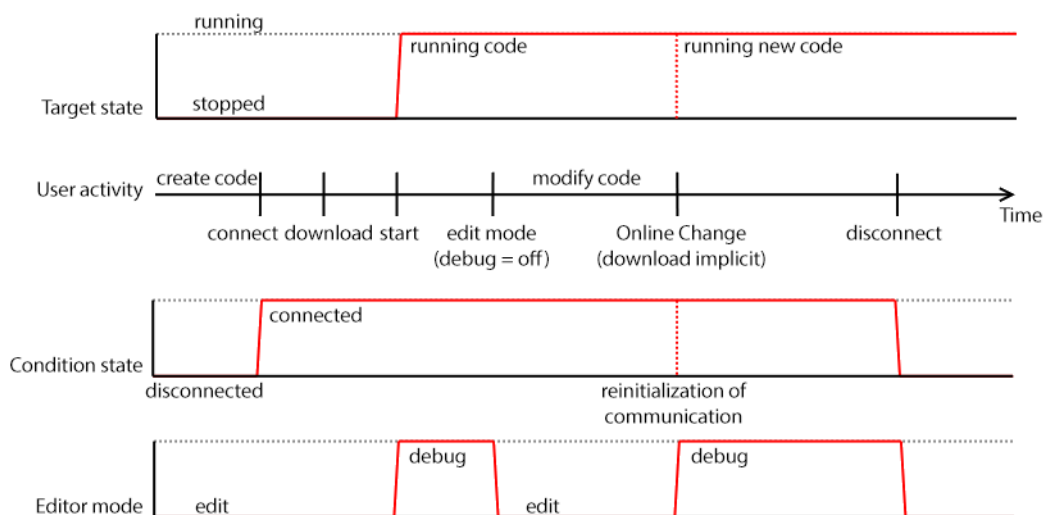 running
running code
running new code
Target state
stopped
create code
modify code
User activity
Time
connect download start
edit mode
(debug = off)
Online Change
(download implicit)
disconnect
connected
Condition state
disconnected
reinitialization of
communication
debug
debug
Editor mode
edit
edit